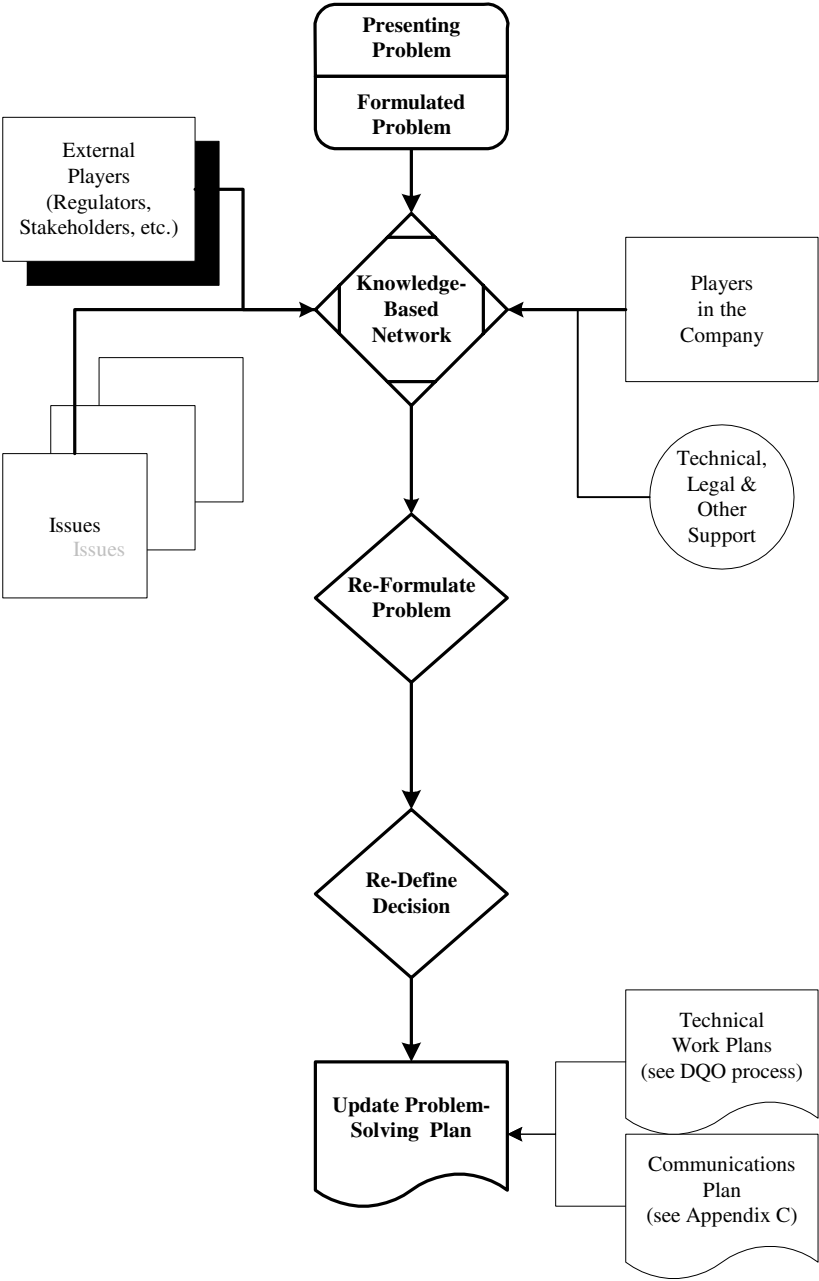 Presenting
Problem
Formulated
Problem
External
Players
(Regulators,
Stakeholders, etc.)
Knowledge-
Based
Network
Players
in the
Company
Technical,
Legal &
Other
Support
Issues
Issues
Re-Formulate
Problem
Re-Define
Decision
Update Problem-
Solving Plan
Technical
Work Plans
(see DQO process)
Communications
Plan
(see Appendix C)